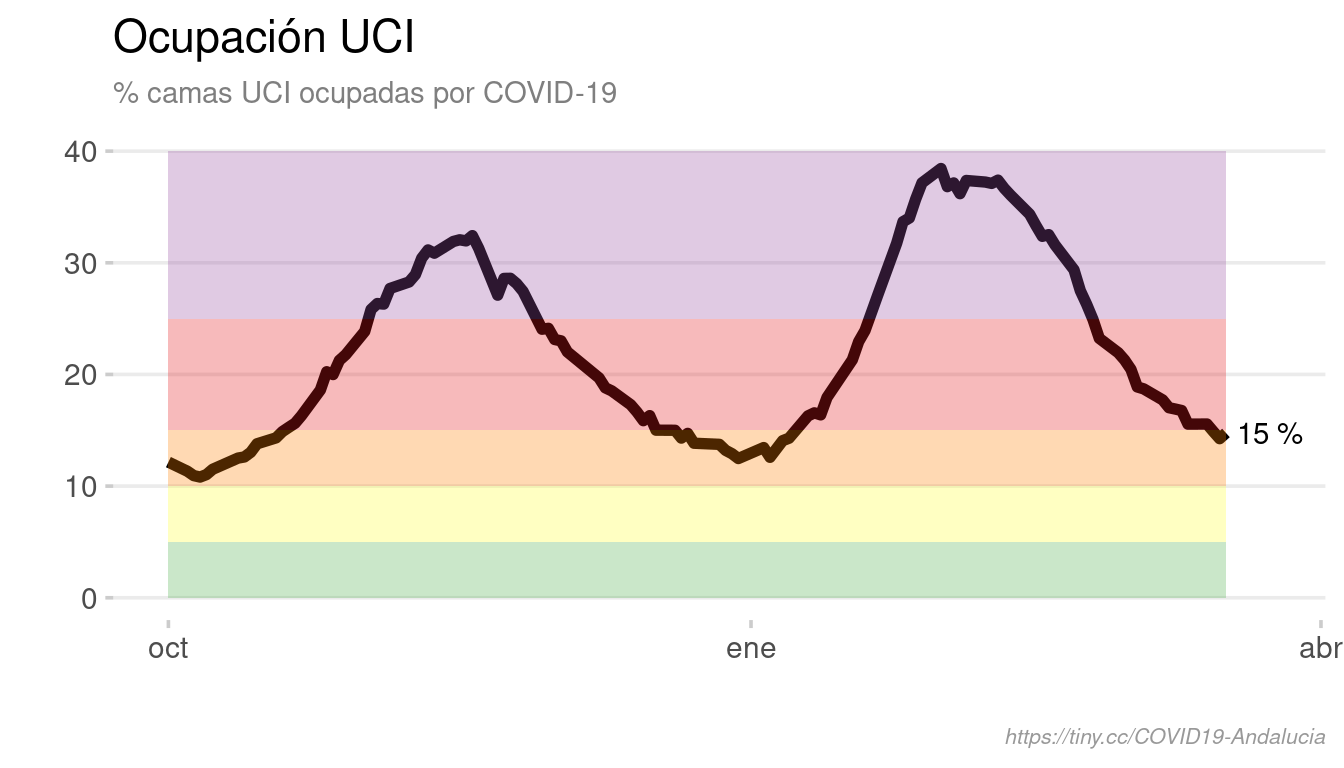 Ocupación UCI
% camas UCI ocupadas por COVID-19
40
30
20
15 %
10
0
oct ene abr
https://tiny.cc/COVID19-Andalucia